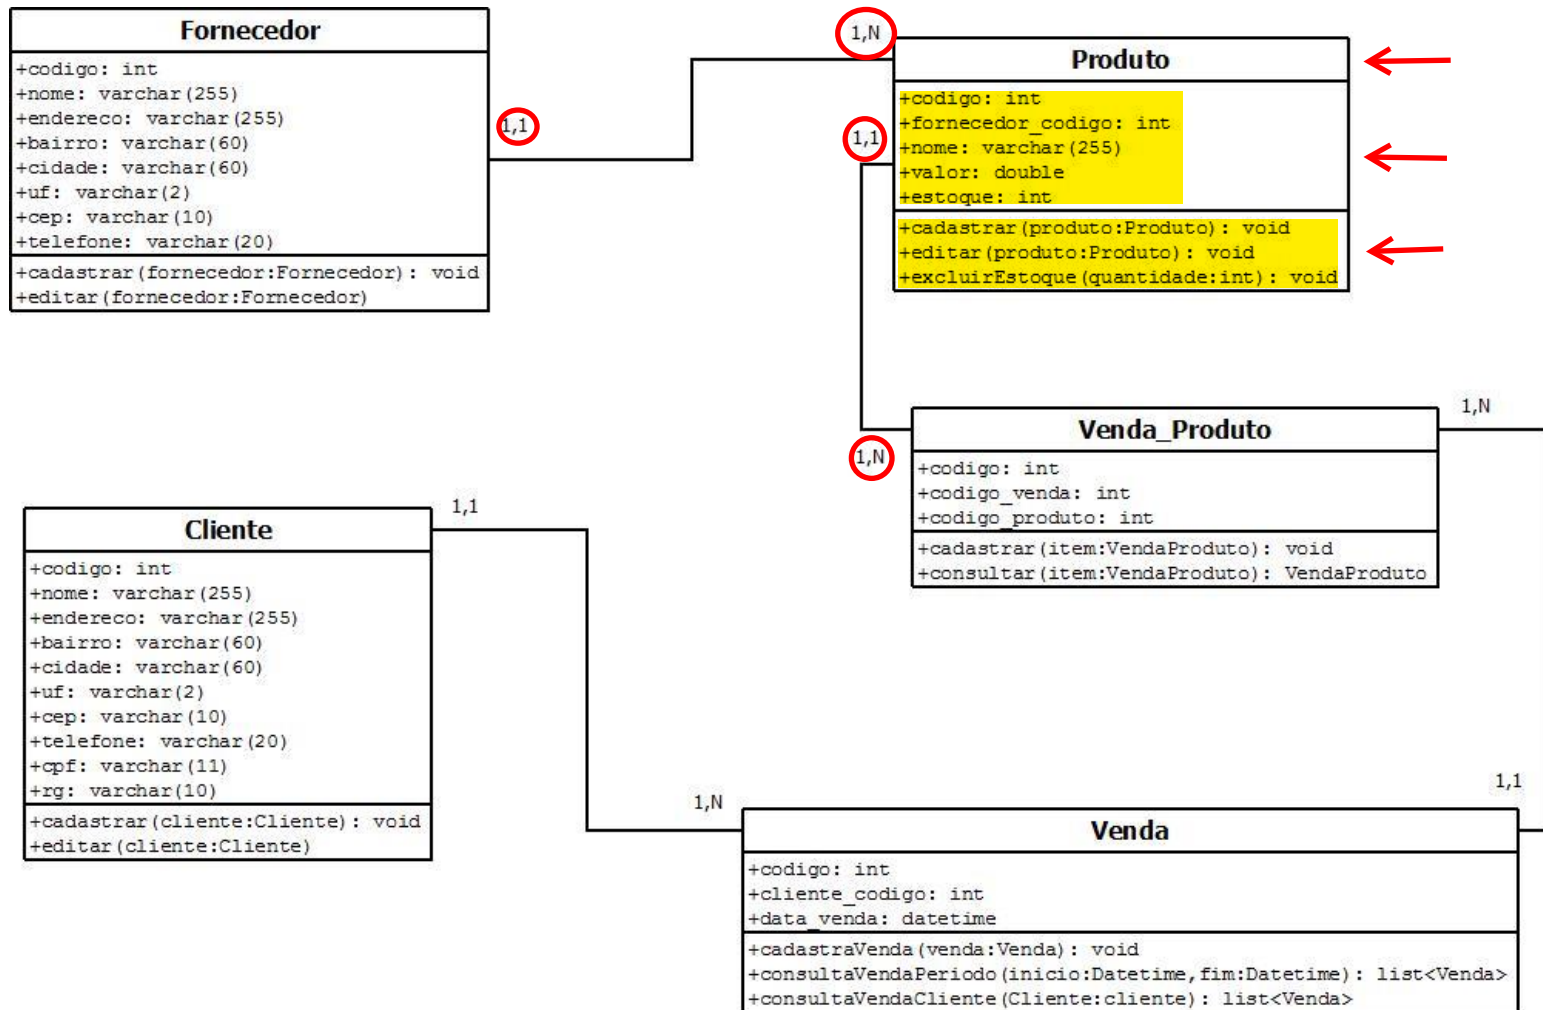 Fornecedor
+codigo: int
+nome: varchar(255)
+endereco: varchar(255)
+bairro: varchar(60)
+cidade: varchar(60)
+uf: varchar(2)
+cep: varchar(10)
+telefone: varchar(20)
+cadastrar(fornecedor:Fornecedor): void
+editar(fornecedor:Fornecedor)
1,1
1,N
Produto
+codigo: int
+fornecedor_codigo: int
+nome: varchar(255)
+valor: double
+estoque: int
+cadastrar(produto:Produto): void
+editar(produto:Produto): void
+excluirEstoque(quantidade:int): void
1,1
1,N
Venda_Produto
+codigo: int
+codigo_venda: int
+codigo_produto: int
+cadastrar(item:VendaProduto): void
+consultar(item:VendaProduto): VendaProduto
1,N
Cliente
+codigo: int
+nome: varchar(255)
+endereco: varchar(255)
+bairro: varchar(60)
+cidade: varchar(60)
+uf: varchar(2)
+cep: varchar(10)
+telefone: varchar(20)
+cpf: varchar(11)
+rg: varchar(10)
+cadastrar(cliente:Cliente): void
+editar(cliente:Cliente)
1,1
1,N
1,1
Venda
+codigo: int
+cliente_codigo: int
+data_venda: datetime
+cadastraVenda(venda:Venda): void
+consultaVendaPeriodo(inicio:Datetime,fim:Datetime): list<Venda>
+consultaVendaCliente(Cliente:cliente): list<Venda>